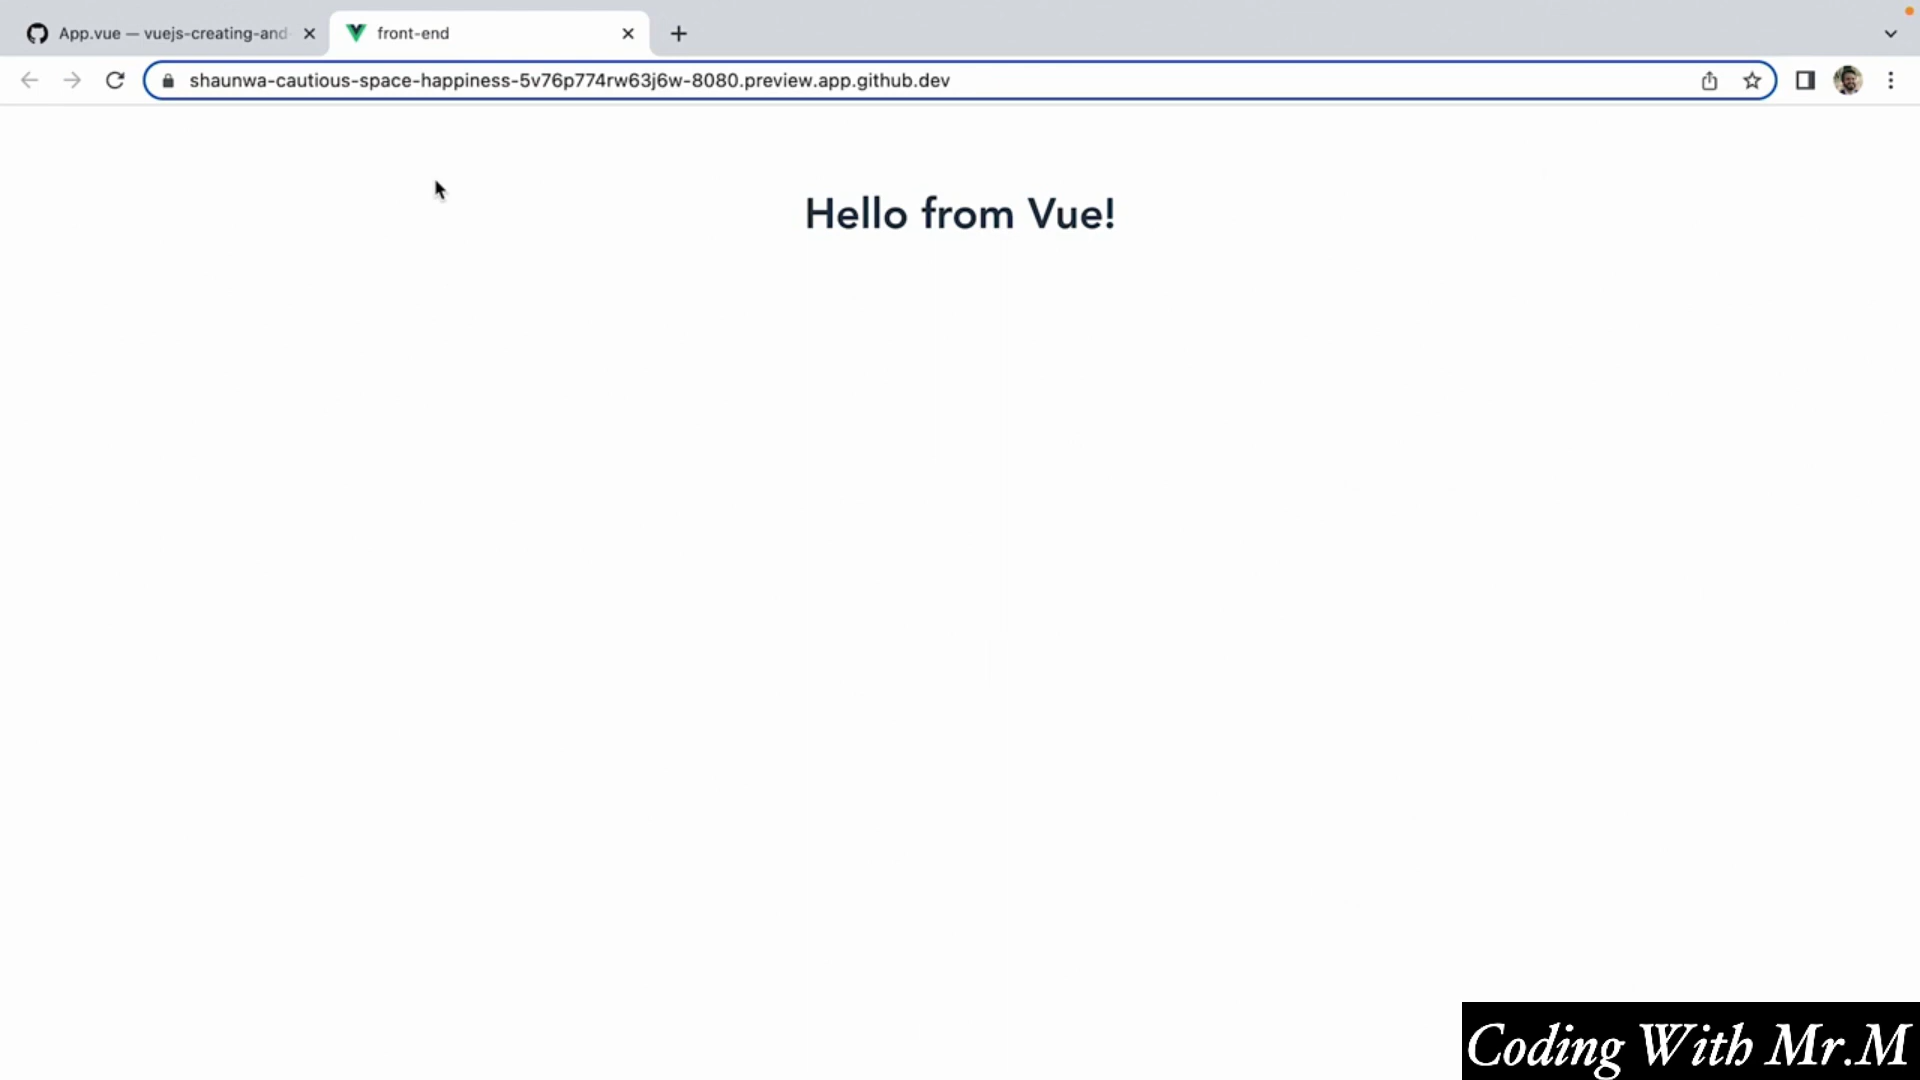 App.vue — vuejs-creating-and-
front-end
shaunwa-cautious-space-happiness-5v76p774rw63j6w-8080.preview.app.github.dev
Hello from Vue!
Coding With Mr.M